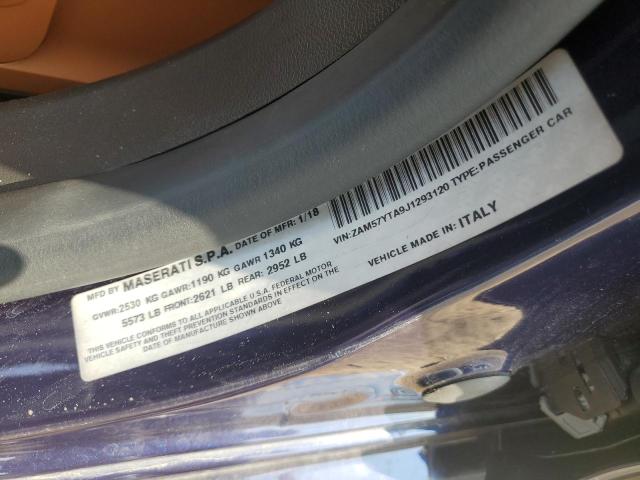 MFD BY MASERATI S.P.A. DATE OF MFR: 1/18
GVWR:2530 KG GAWR:1190 KG GAWR 1340 KG
5573 LB FRONT:2621 LB REAR: 2952 LB
THIS VEHICLE CONFORMS TO ALL APPLICABLE U.S.A. FEDERAL MOTOR
VEHICLE SAFETY AND THEFT PREVENTION STANDARDS IN EFFECT ON THE
DATE OF MANUFACTURE SHOWN ABOVE
VIN:ZAM57YTA9J1293120 TYPE:PASSENGER CAR
VEHICLE MADE IN: ITALY